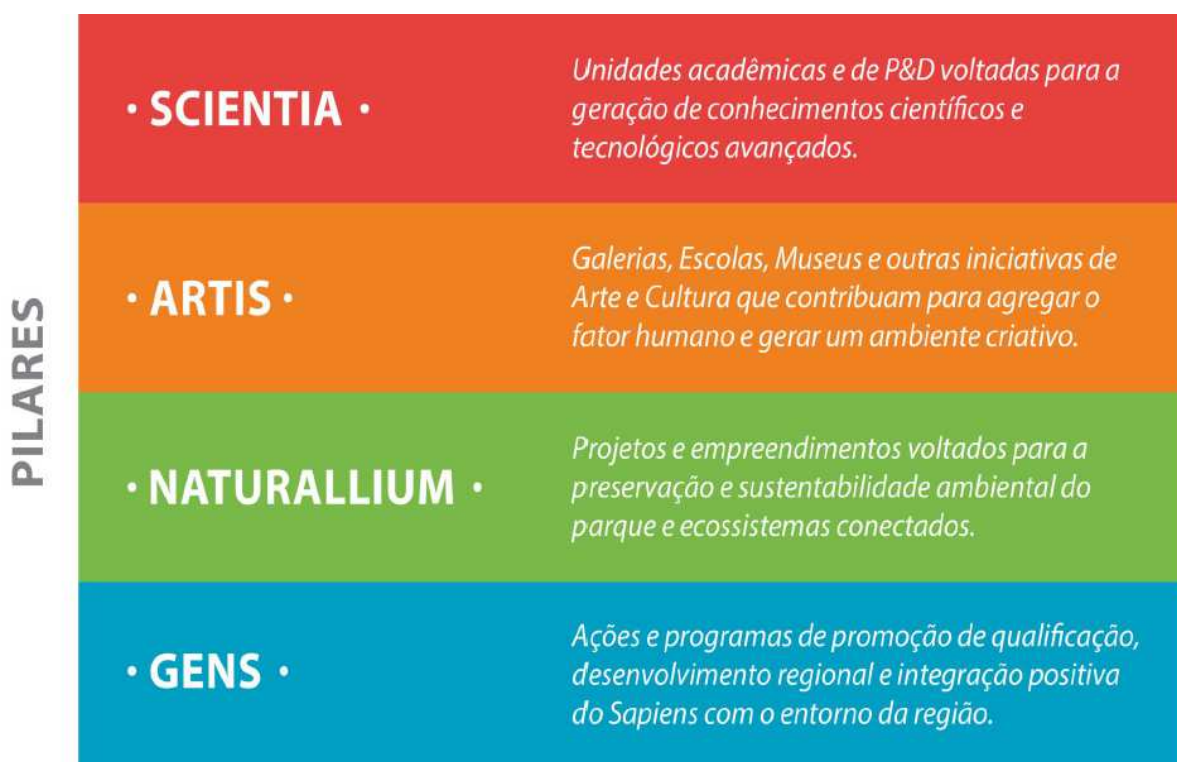 PILARES
• SCIENTIA •
Unidades acadêmicas e de P&D voltadas para a
geração de conhecimentos científicos e
tecnológicos avançados.
• ARTIS •
Galerias, Escolas, Museus e outras iniciativas de
Arte e Cultura que contribuam para agregar o
fator humano e gerar um ambiente criativo.
• NATURALLIUM •
Projetos e empreendimentos voltados para a
preservação e sustentabilidade ambiental do
parque e ecossistemas conectados.
• GENS •
Ações e programas de promoção de qualificação,
desenvolvimento regional e integração positiva
do Sapiens com o entorno da região.